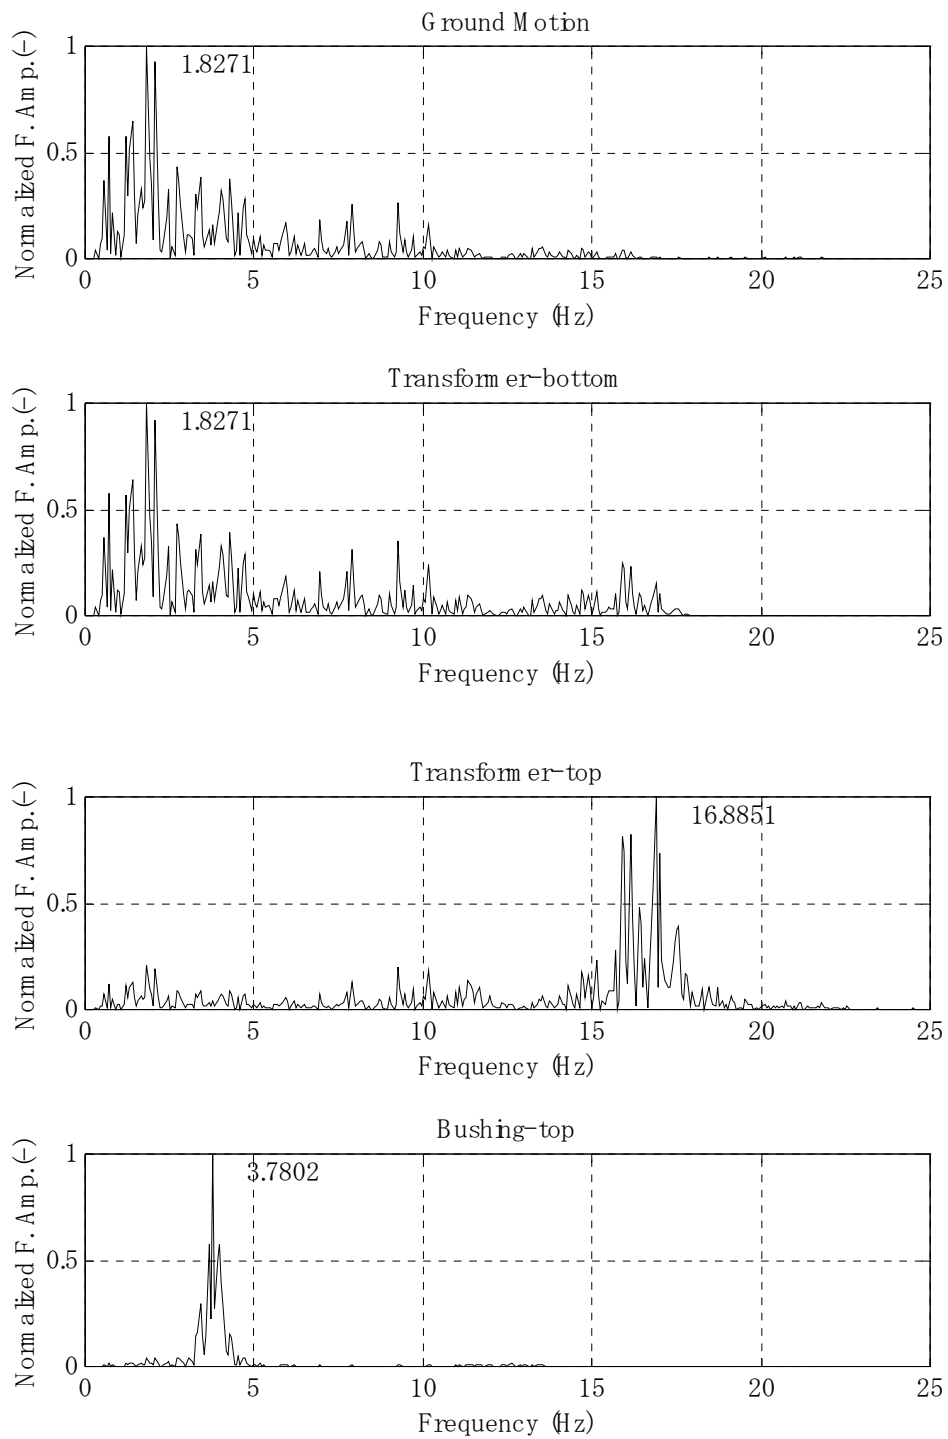 Ground Motion
Normalized F. Amp.(-)
1
0.5
0
1.8271
0 5 10 15 20 25
Frequency (Hz)
Transformer-bottom
Normalized F. Amp.(-)
1
0.5
0
1.8271
0 5 10 15 20 25
Frequency (Hz)
Transformer-top
Normalized F. Amp.(-)
1
0.5
0
16.8851
0 5 10 15 20 25
Frequency (Hz)
Bushing-top
Normalized F. Amp.(-)
1
0.5
0
3.7802
0 5 10 15 20 25
Frequency (Hz)